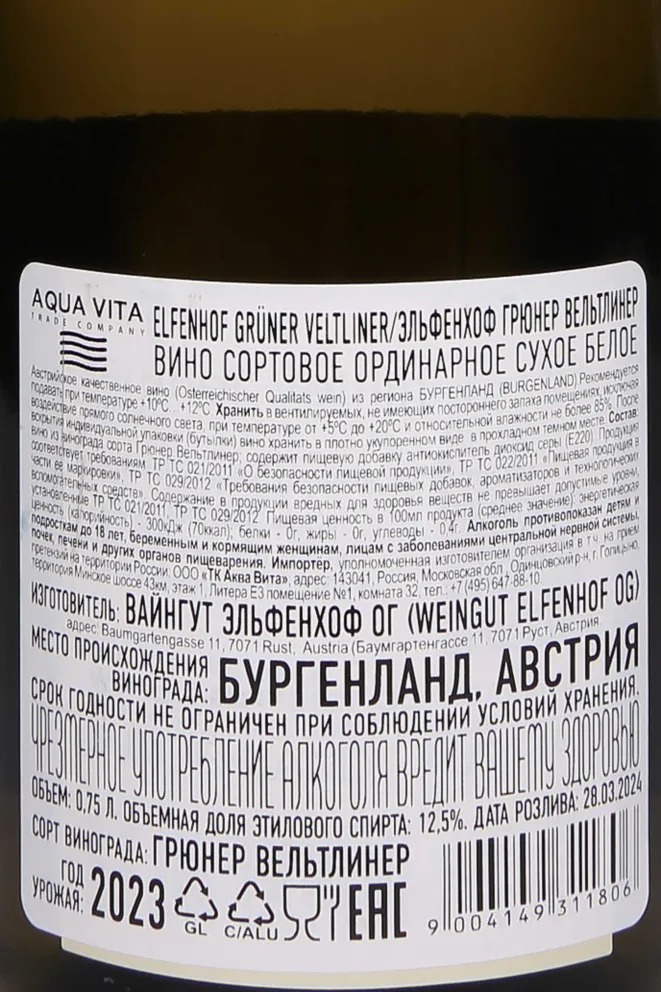 AQUA VITA
TRADE COMPANY
ELFENHOF GRÜNER VELTLINER/ЭЛЬФЕНХОФ ГРЮНЕР ВЕЛЬТЛИНЕР
ВИНО СОРТОВОЕ ОРДИНАРНОЕ СУХОЕ БЕЛОЕ
Австрийское качественное вино (Osterreichischer Qualitats wein) из региона БУРГЕНЛАНД (BURGENLAND) Рекомендуется
подавать при температуре +10°С...+12°С Хранить в вентилируемых, не имеющих постороннего запаха помещениях, исключая
воздействие прямого солнечного света, при температуре от +5°С до +20°С и относительной влажности не более 85%. После
вскрытия индивидуальной упаковки (бутылки) вино хранить в плотно укупоренном виде в прохладном темном месте. Состав:
вино из винограда сорта Грюнер Вельтлинер; содержит пищевую добавку антиокислитель диоксид серы (Е220). Продукция
соответствует требованиям. ТР ТС 021/2011 «О безопасности пищевой продукции», ТР ТС 022/2011 «Пищевая продукция в
части ее маркировки», ТР ТС 029/2012 «Требования безопасности пищевых добавок, ароматизаторов и технологических
вспомогательных средств». Содержание в продукции вредных для здоровья веществ не превышает допустимые уровни,
установленные ТР ТС 021/2011, ТР ТС 029/2012. Пищевая ценность в 100мл продукта (среднее значение): энергетическая
ценность (калорийность) - 300кДж (70ккал); белки - 0г, жиры - 0г, углеводы - 0,4г. Алкоголь противопоказан детям и
подросткам до 18 лет, беременным и кормящим женщинам, лицам с заболеваниями центральной нервной системы,
почек, печени и других органов пищеварения. Импортёр, уполномоченная изготовителем организация в т.ч. на прием
претензий на территории России: ООО «ТК Аква Вита», адрес: 143041, Россия, Московская обл., Одинцовский р-н, г. Голицыно,
территория Минское шоссе 43км, этаж 1, Литера Е3 помещение №1, комната 32, тел.: +7 (495) 647-88-10.
ИЗГОТОВИТЕЛЬ: ВАЙНГУТ ЭЛЬФЕНХОФ ОГ (WEINGUT ELFENHOF OG)
адрес: Baumgartengasse 11, 7071 Rust, Austria (Баумгартенгассе 11, 7071 Руст, Австрия.
МЕСТО ПРОИСХОЖДЕНИЯ
ВИНОГРАДА: БУРГЕНЛАНД, АВСТРИЯ
СРОК ГОДНОСТИ НЕ ОГРАНИЧЕН ПРИ СОБЛЮДЕНИИ УСЛОВИЙ ХРАНЕНИЯ.
ЧРЕЗМЕРНОЕ УПОТРЕБЛЕНИЕ АЛКОГОЛЯ ВРЕДИТ ВАШЕМУ ЗДОРОВЬЮ
ОБЪЕМ: 0,75 Л. ОБЪЕМНАЯ ДОЛЯ ЭТИЛОВОГО СПИРТА: 12,5%. ДАТА РОЗЛИВА: 28.03.2024
СОРТ ВИНОГРАДА: ГРЮНЕР ВЕЛЬТЛИНЕР
ГОД
УРОЖАЯ: 2023
GL C/ALU
EAC
9 004149 311806